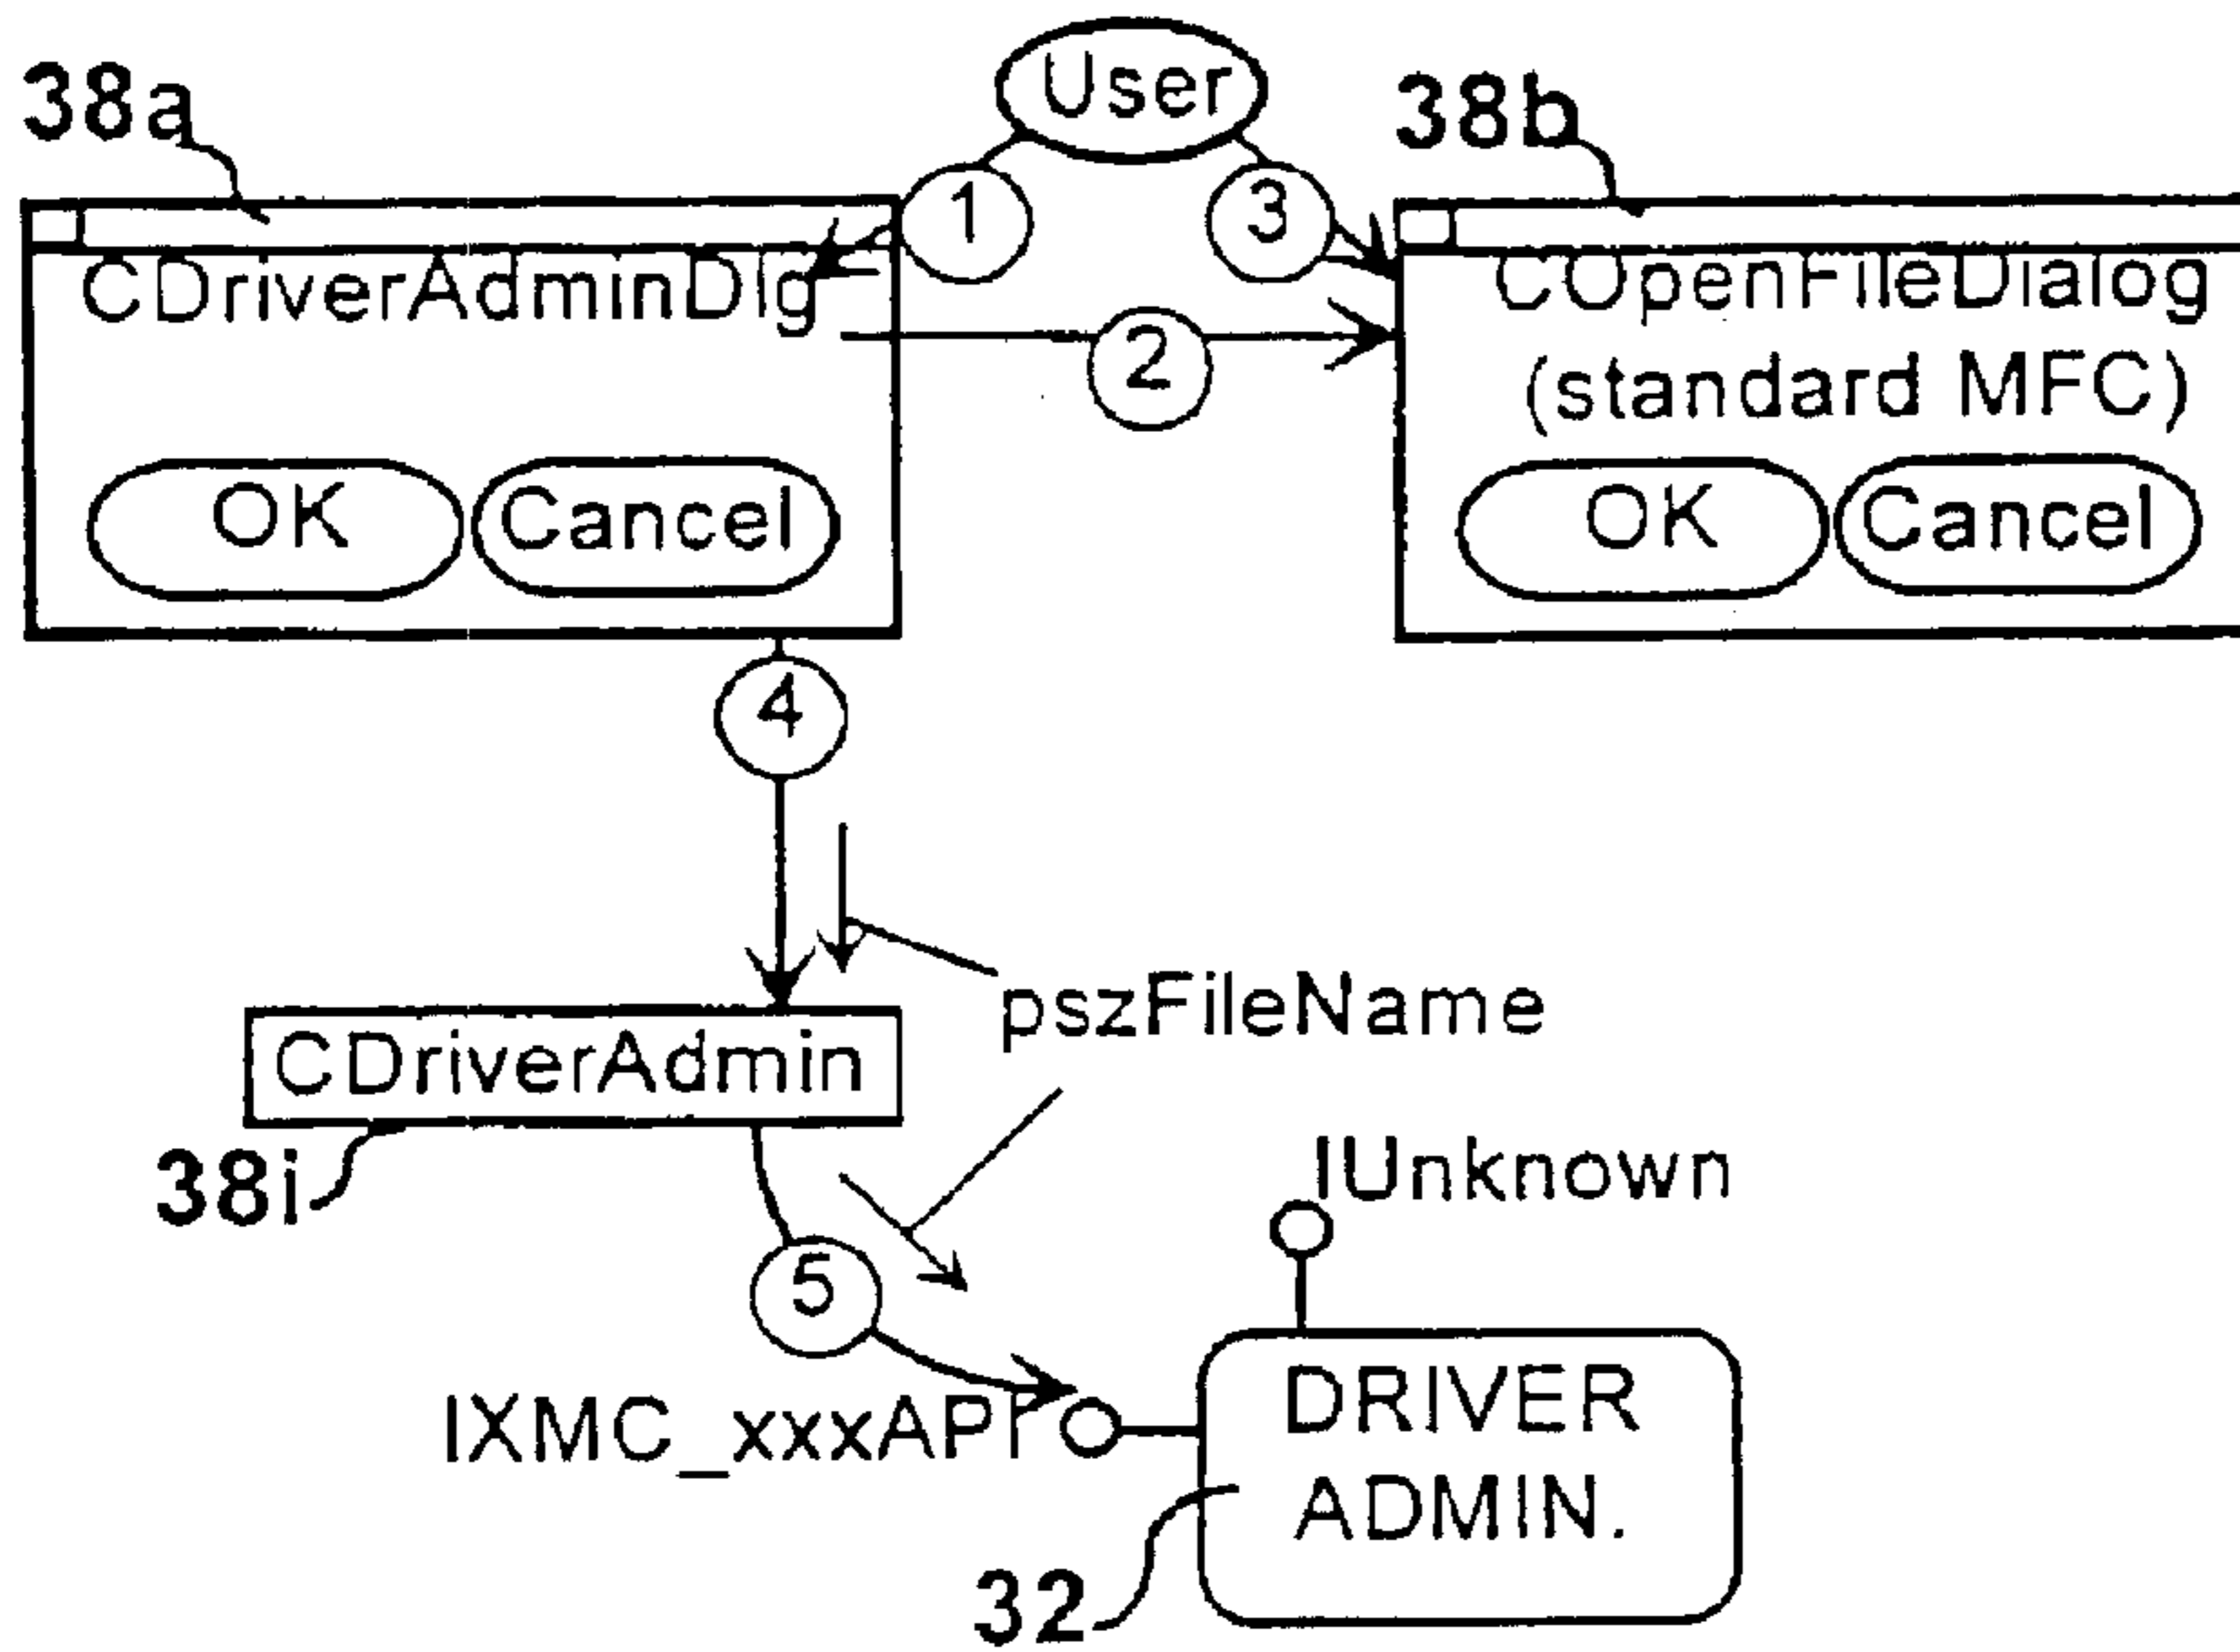 User
38a
38b
1
3
CDriverAdminDlg
COpenFileDialog
(standard MFC)
2
OK
Cancel
OK
Cancel
4
pszFileName
CDriverAdmin
38i
IUnknown
5
IXMC_xxxAPI
DRIVER
ADMIN.
32